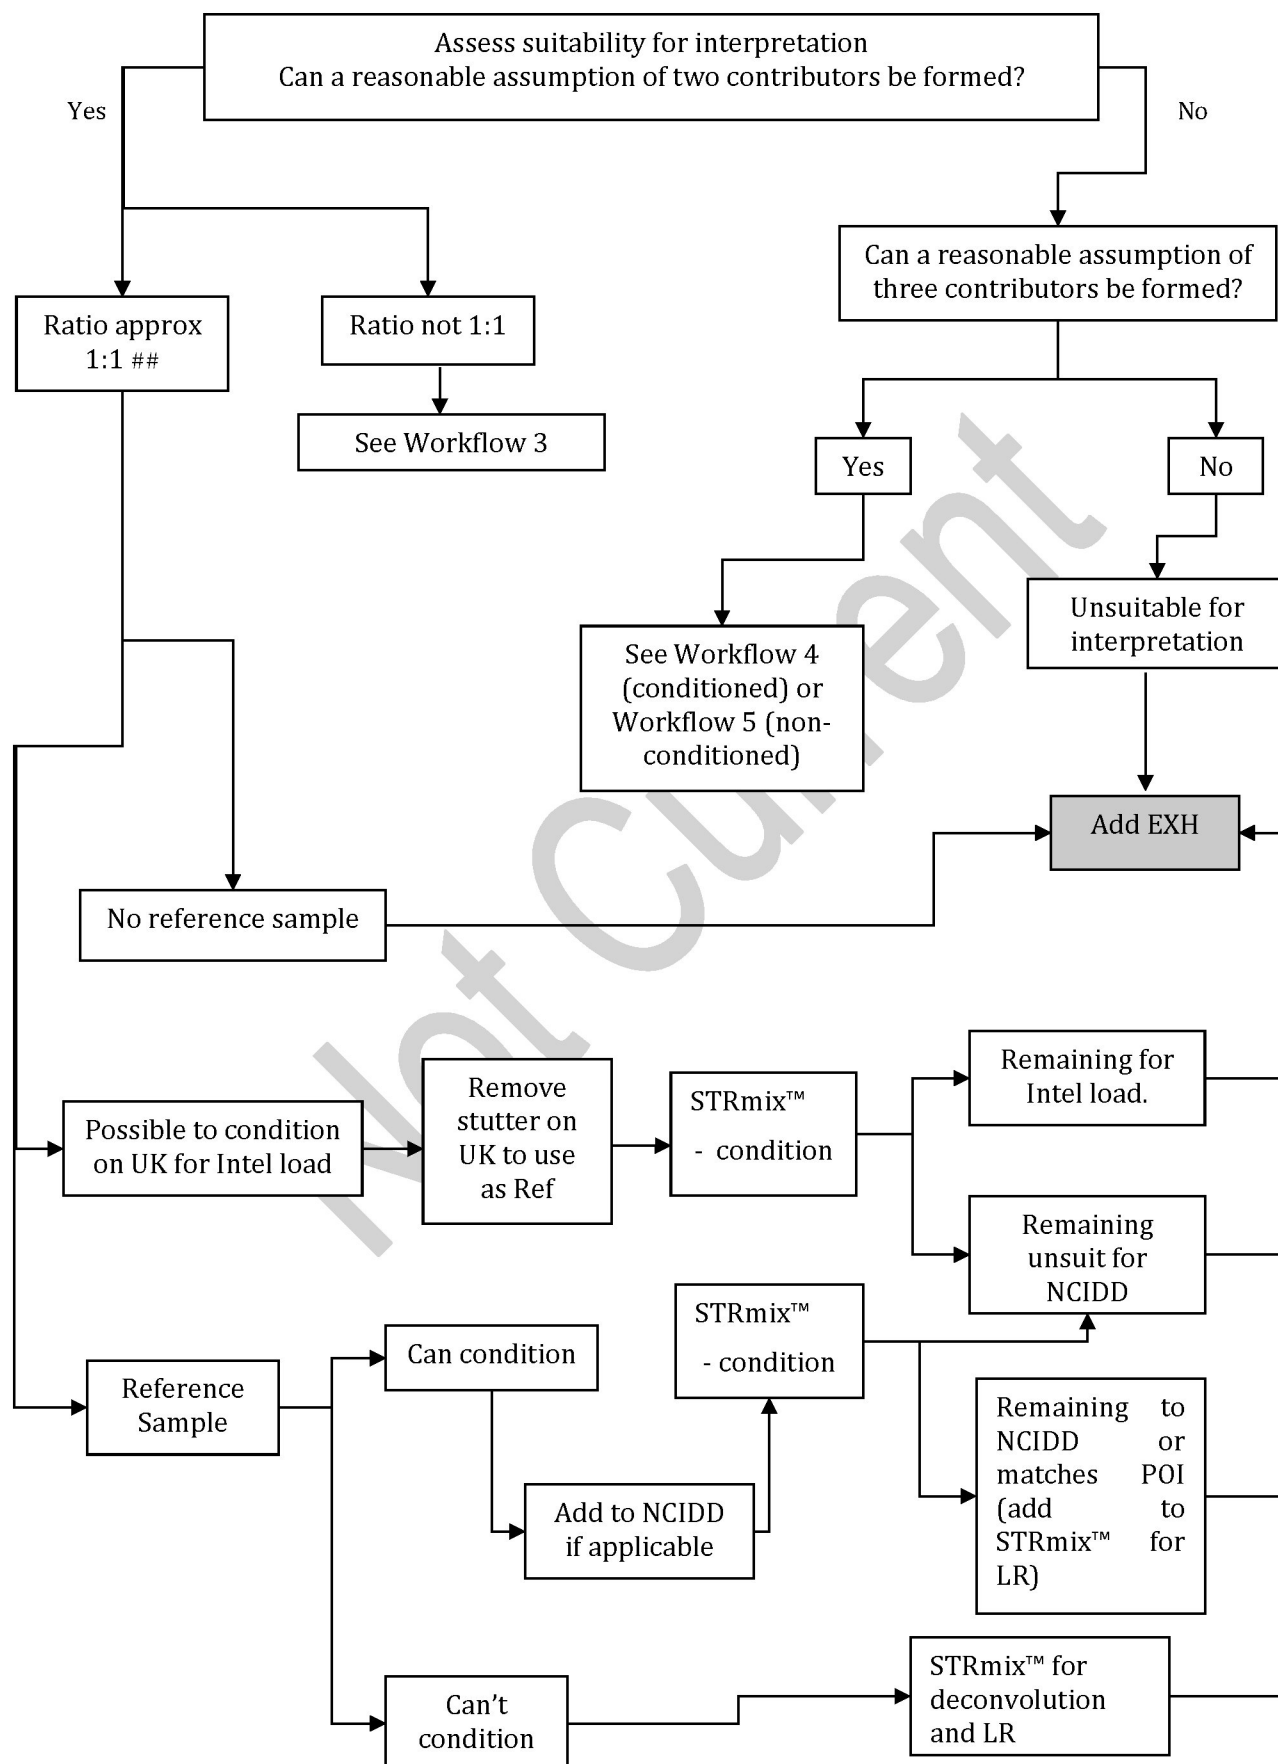 Assess suitability for interpretation
Can a reasonable assumption of two contributors be formed?
Yes
No
Can a reasonable assumption of
three contributors be formed?
Ratio approx
1:1 ##
Ratio not 1:1
See Workflow 3
Yes
No
Unsuitable for
interpretation
See Workflow 4
(conditioned) or
Workflow 5 (non-
conditioned)
Add EXH
No reference sample
Not Current
Remaining for
Intel load.
Remove
stutter on
UK to use
as Ref
STRmix™
- condition
Possible to condition
on UK for Intel load
Remaining
unsuit for
NCIDD
STRmix™
- condition
Can condition
Reference
Sample
Remaining to
NCIDD or
matches POI
(add to
STRmix™ for
LR)
Add to NCIDD
if applicable
STRmix™ for
deconvolution
and LR
Can't
condition